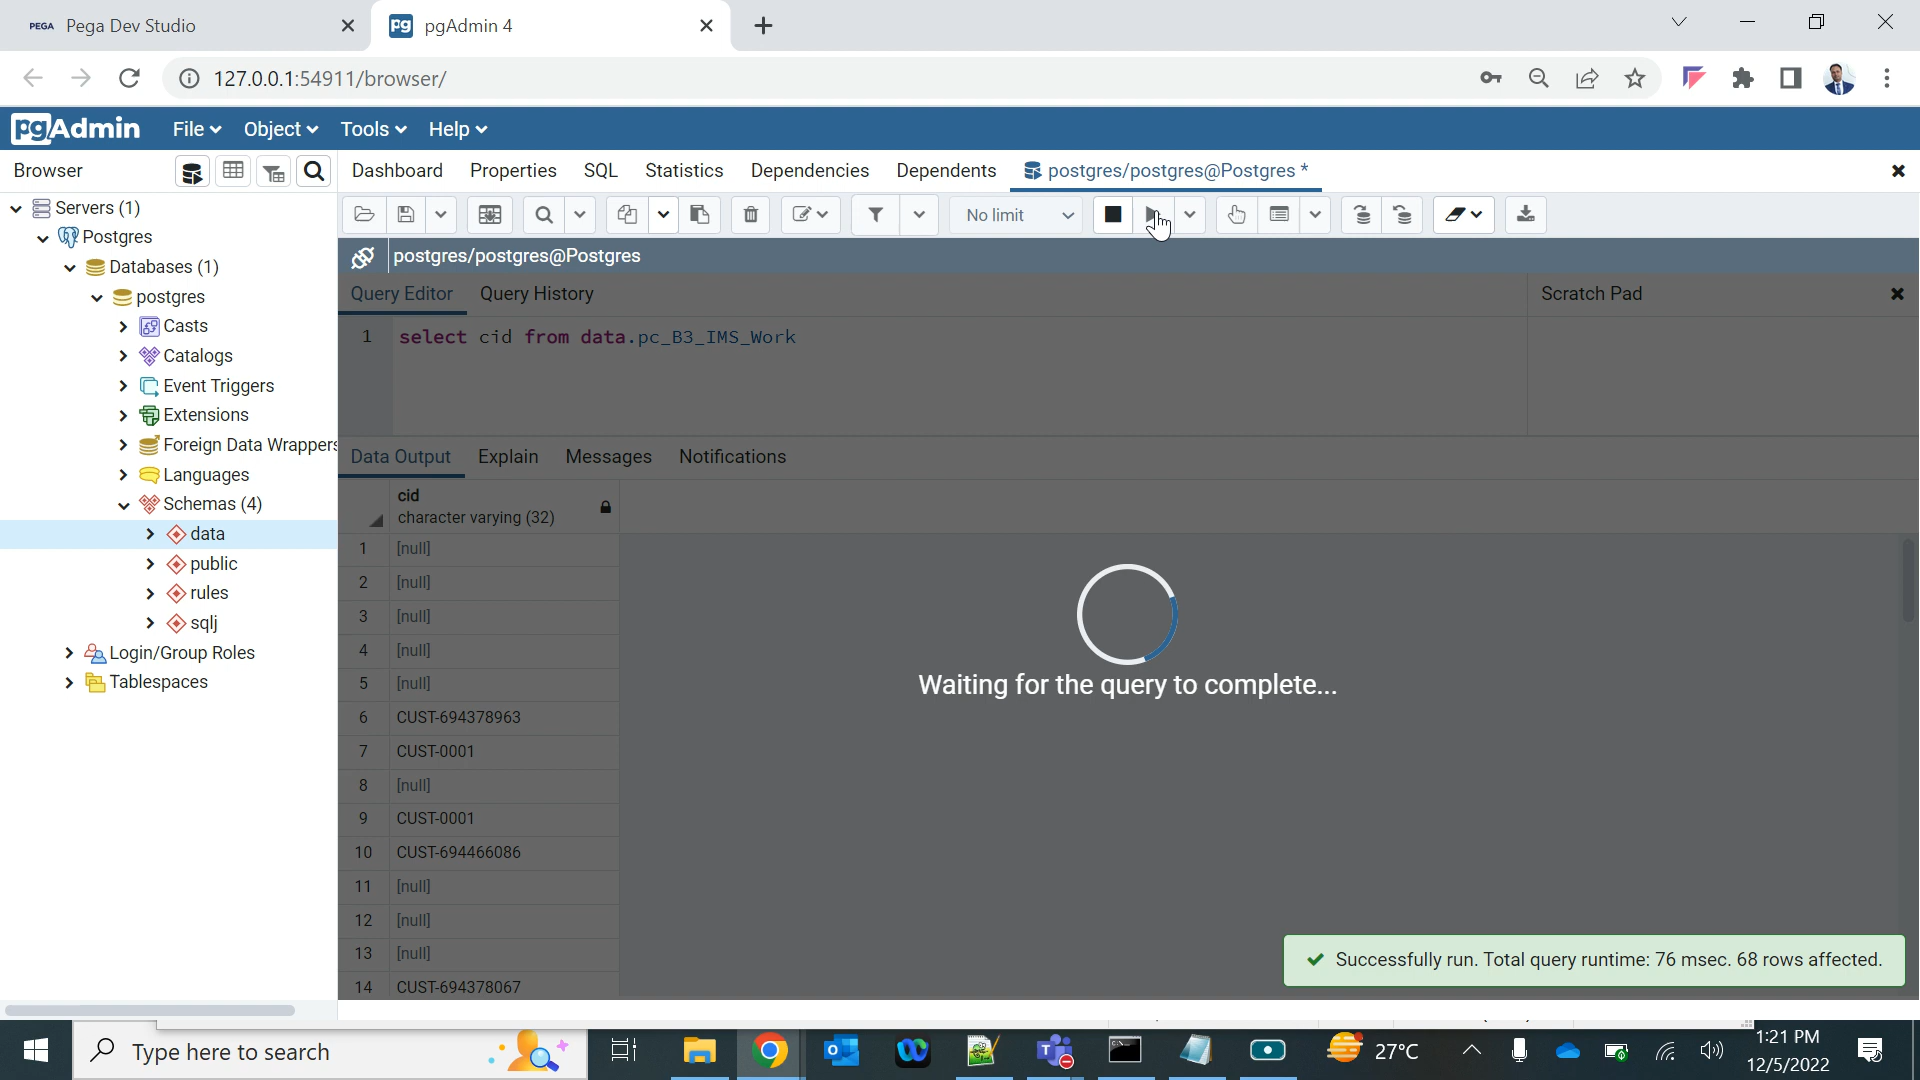 PEGA Pega Dev Studio
pgAdmin 4
127.0.0.1:54911/browser/
pgAdmin File Object Tools Help
Browser
Dashboard Properties SQL Statistics Dependencies Dependents postgres/postgres@Postgres *
No limit
Servers (1)
Postgres
Databases (1)
postgres
Casts
Catalogs
Event Triggers
Extensions
Foreign Data Wrappers
Languages
Schemas (4)
data
public
rules
sqlj
Login/Group Roles
Tablespaces
postgres/postgres@Postgres
Query Editor Query History
Scratch Pad
1 select cid from data.pc_B3_IMS_Work
Data Output Explain Messages Notifications
cid
character varying (32)
1 [null]
2 [null]
3 [null]
4 [null]
5 [null]
6 CUST-694378963
7 CUST-0001
8 [null]
9 CUST-0001
10 CUST-694466086
11 [null]
12 [null]
13 [null]
14 CUST-694378067
Waiting for the query to complete...
Successfully run. Total query runtime: 76 msec. 68 rows affected.
Type here to search
27°C
1:21 PM
12/5/2022